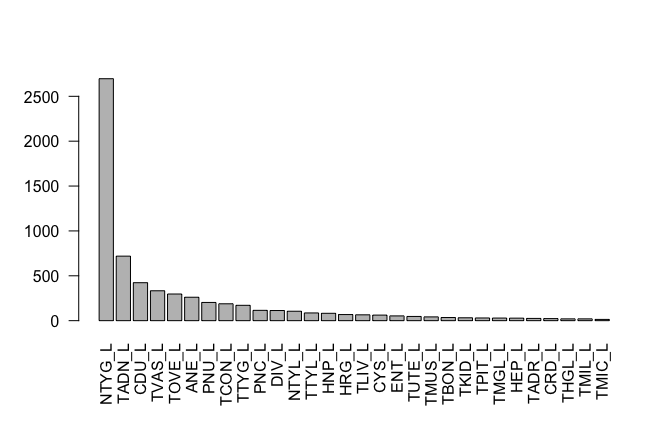 2500
2000
1500
1000
500
0
NTYG_L
TADN_L
CDU_L
TVAS_L
TOVE_L
ANE_L
PNU_L
TCON_L
TTYG_L
PNC_L
DIV_L
NTYL_L
TTYL_L
HNP_L
HRG_L
TLIV_L
CYS_L
ENT_L
TUTE_L
TMUS_L
TBON_L
TKID_L
TPIT_L
TMGL_L
HEP_L
TADR_L
CRD_L
THGL_L
TMIL_L
TMIC_L